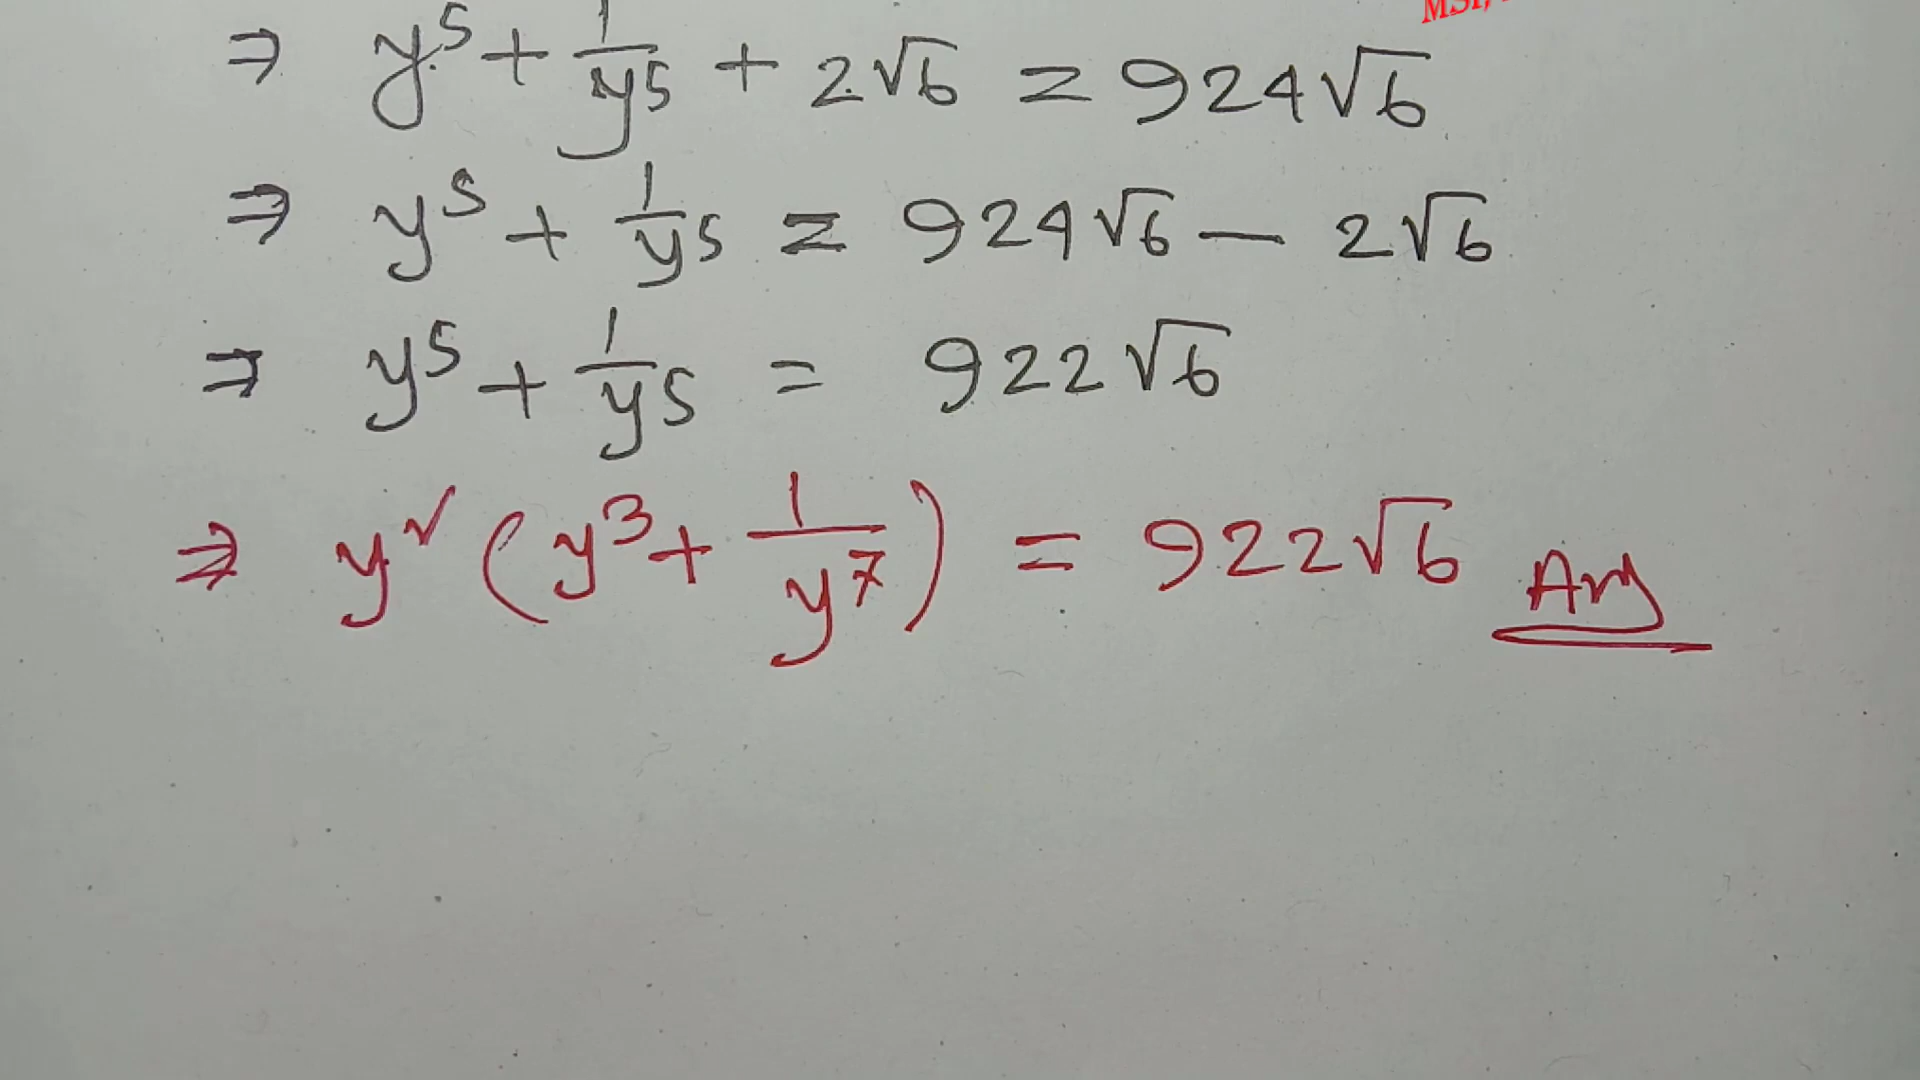 MSI,
⇒ y⁵ + 1/y⁵ + 2√6 = 924√6
⇒ y⁵ + 1/y⁵ = 924√6 − 2√6
⇒ y⁵ + 1/y⁵ = 922√6
⇒ y² (y³ + 1/y⁷) = 922√6 Ans